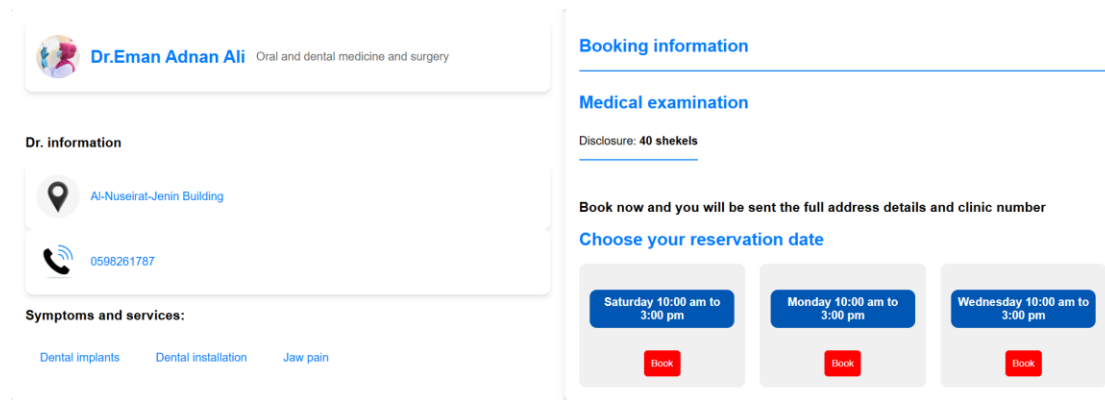 Dr.Eman Adnan Ali Oral and dental medicine and surgery
Dr. information
Al-Nuseirat-Jenin Building
0598261787
Symptoms and services:
Dental implants Dental installation Jaw pain
Booking information
Medical examination
Disclosure: 40 shekels
Book now and you will be sent the full address details and clinic number
Choose your reservation date
Saturday 10:00 am to
3:00 pm
Book
Monday 10:00 am to
3:00 pm
Book
Wednesday 10:00 am to
3:00 pm
Book